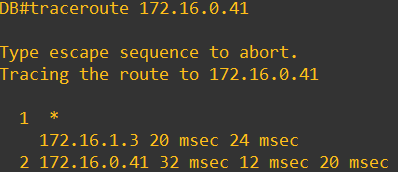 DB#traceroute 172.16.0.41
Type escape sequence to abort.
Tracing the route to 172.16.0.41
1 *
172.16.1.3 20 msec 24 msec
2 172.16.0.41 32 msec 12 msec 20 msec